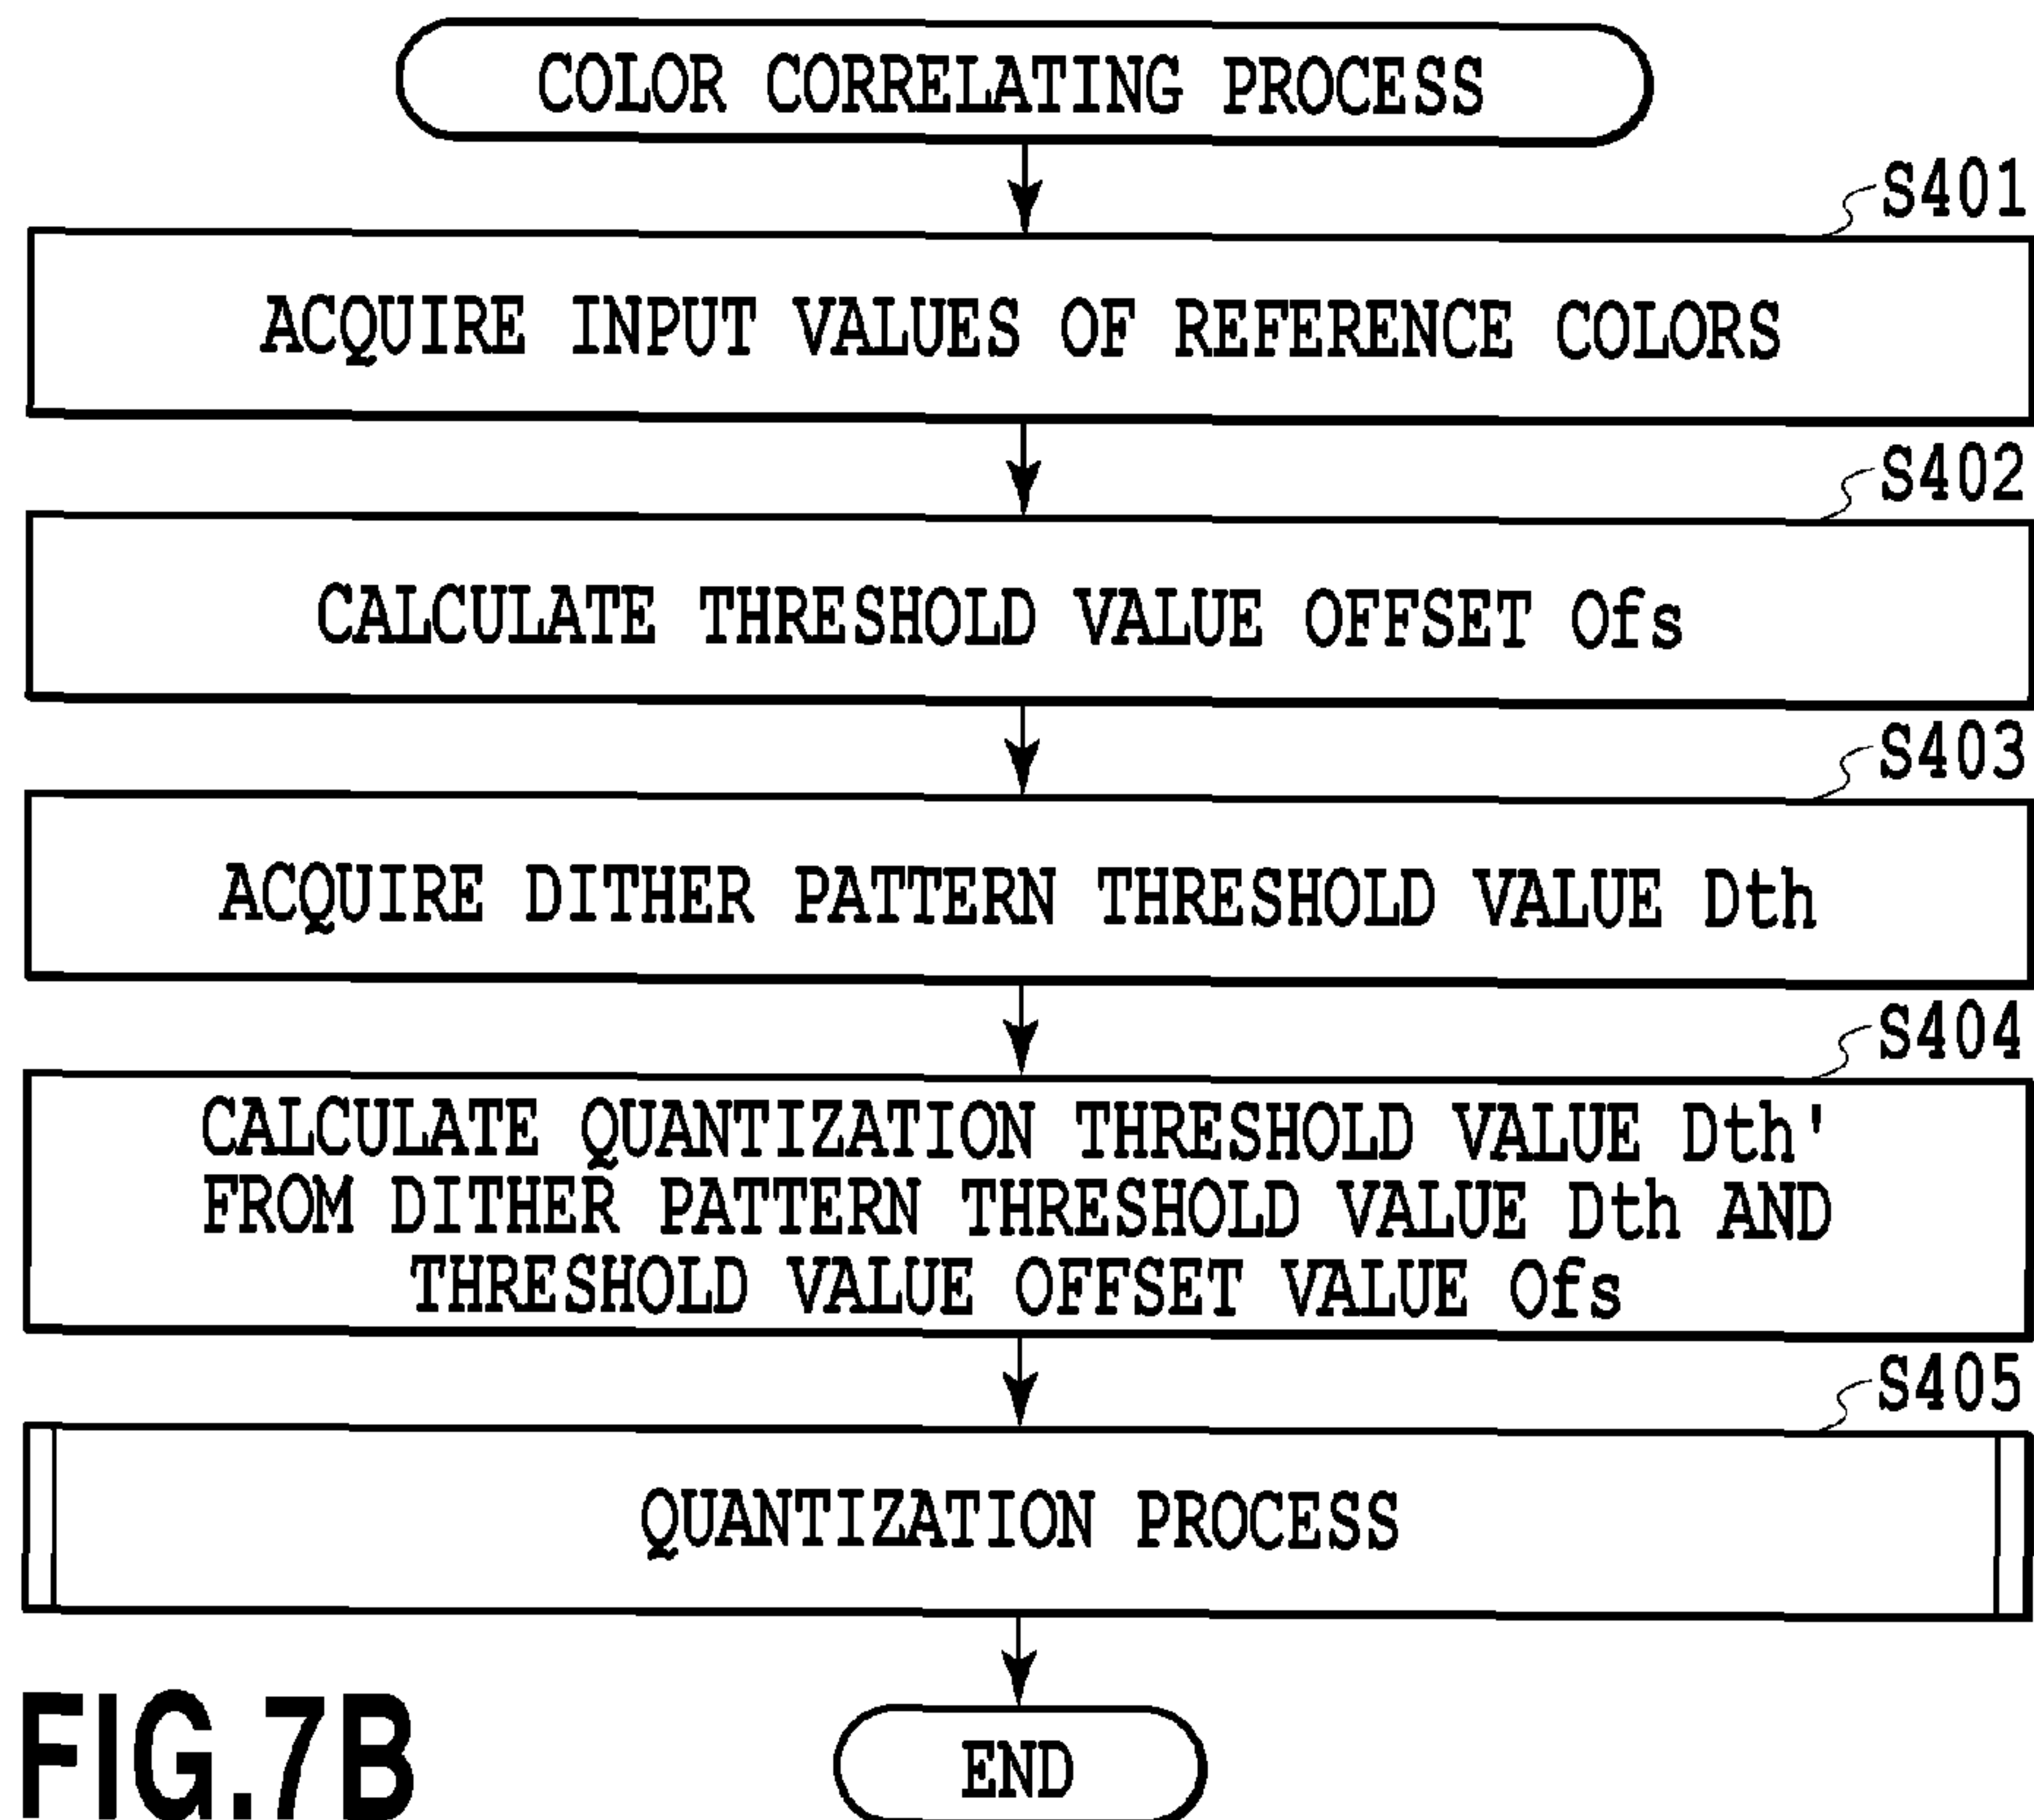 COLOR CORRELATING PROCESS
S401
ACQUIRE INPUT VALUES OF REFERENCE COLORS
S402
CALCULATE THRESHOLD VALUE OFFSET Ofs
S403
ACQUIRE DITHER PATTERN THRESHOLD VALUE Dth
S404
CALCULATE QUANTIZATION THRESHOLD VALUE Dth'
FROM DITHER PATTERN THRESHOLD VALUE Dth AND
THRESHOLD VALUE OFFSET VALUE Ofs
S405
QUANTIZATION PROCESS
END
FIG.7B